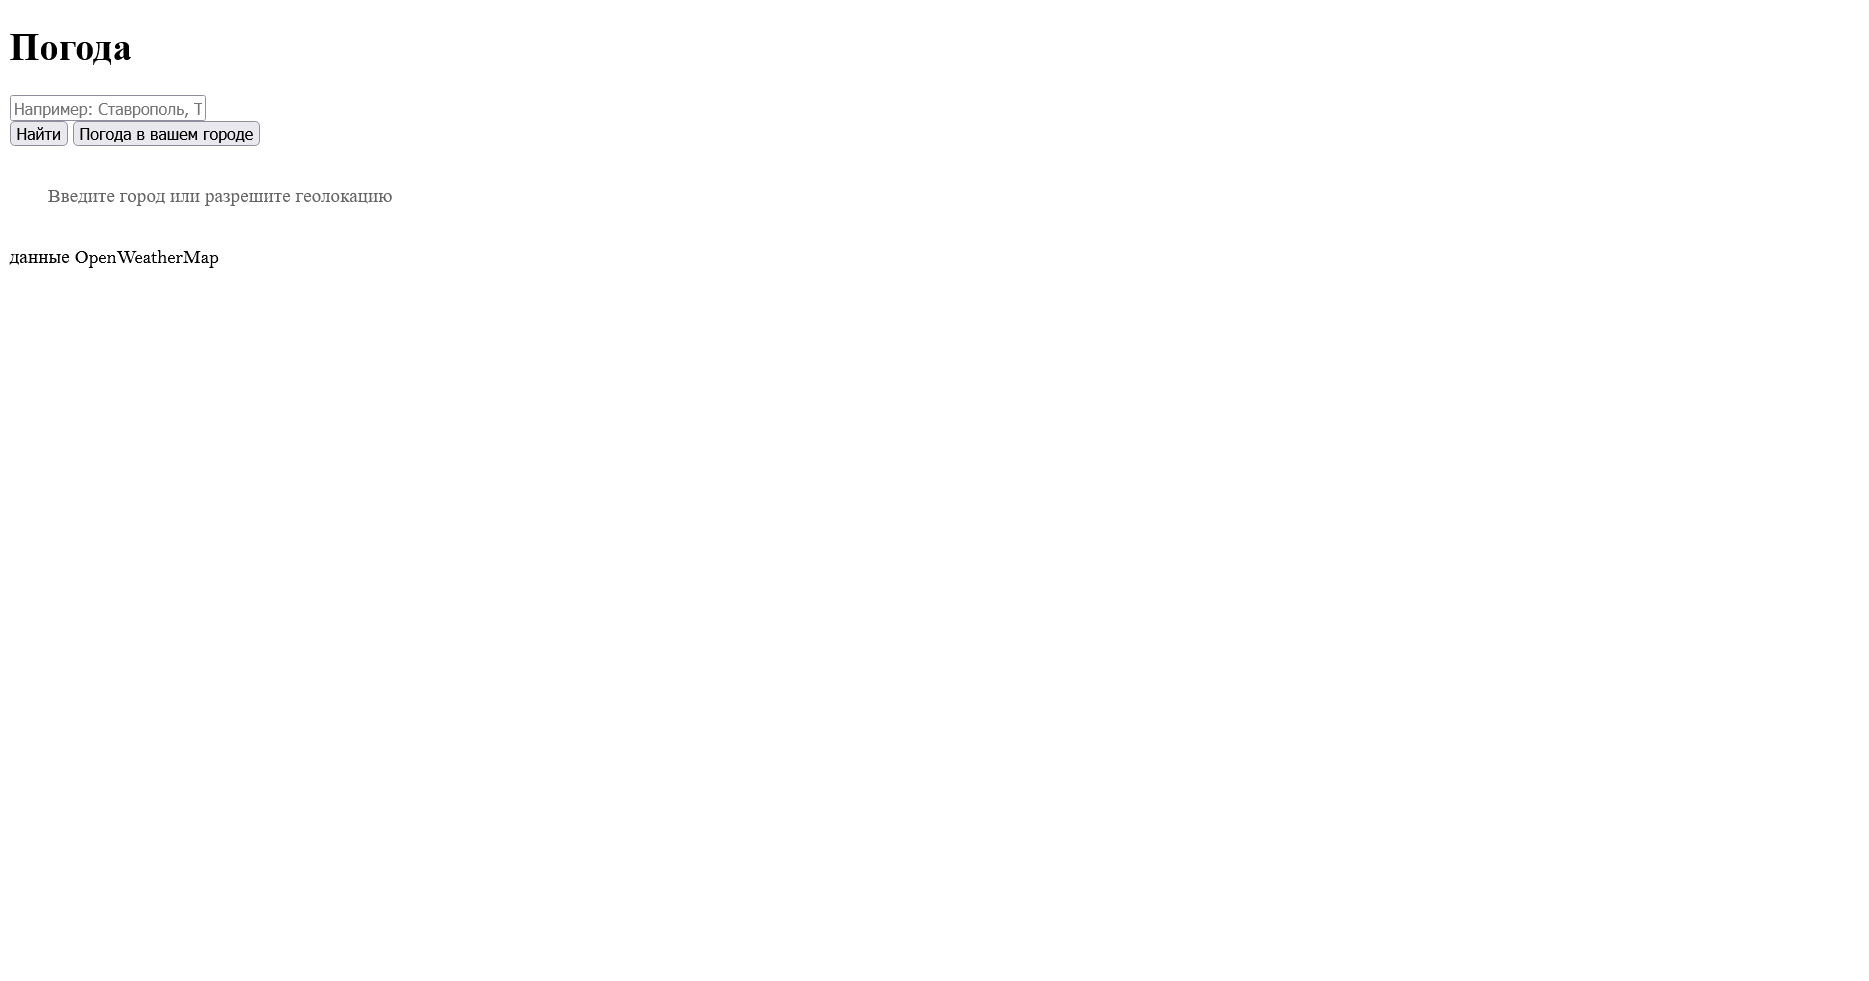 Погода
Например: Ставрополь, Т
Найти Погода в вашем городе
Введите город или разрешите геолокацию
данные OpenWeatherMap